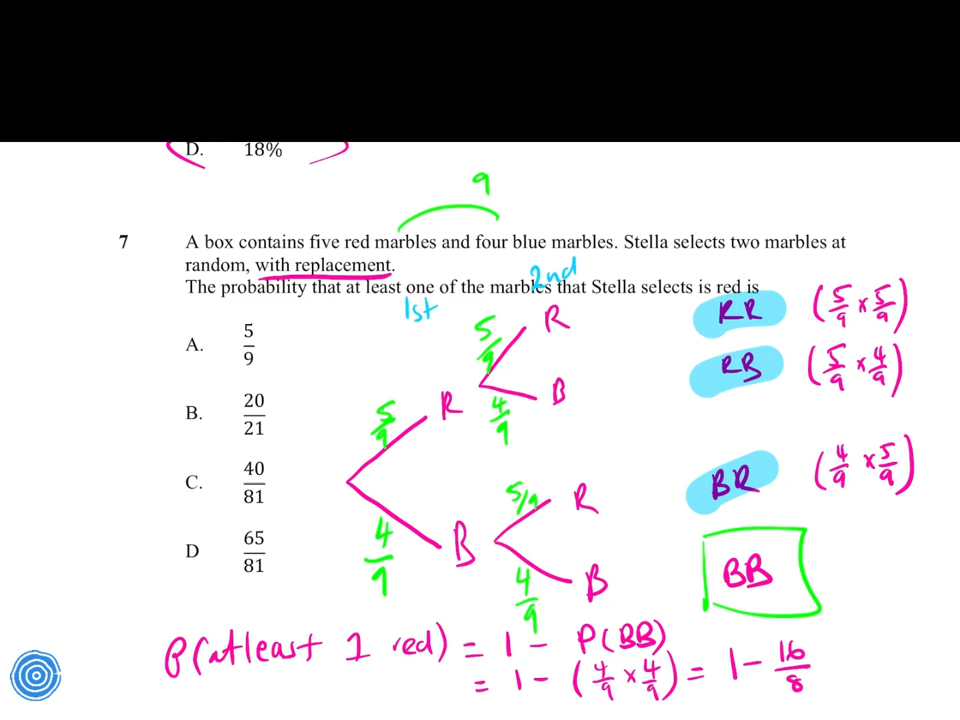 D. 18%
9
7 A box contains five red marbles and four blue marbles. Stella selects two marbles at
random, with replacement.
The probability that at least one of the marbles that Stella selects is red is
1st 2nd
A. 5/9
B. 20/21
C. 40/81
D 65/81
5/9 R 5/9 R
4/9 B
4/9 B 5/9 R
4/9 B
RR (5/9 × 5/9)
RB (5/9 × 4/9)
BR (4/9 × 5/9)
BB
P(at least 1 red) = 1 - P(BB)
= 1 - (4/9 × 4/9) = 1 - 16/8